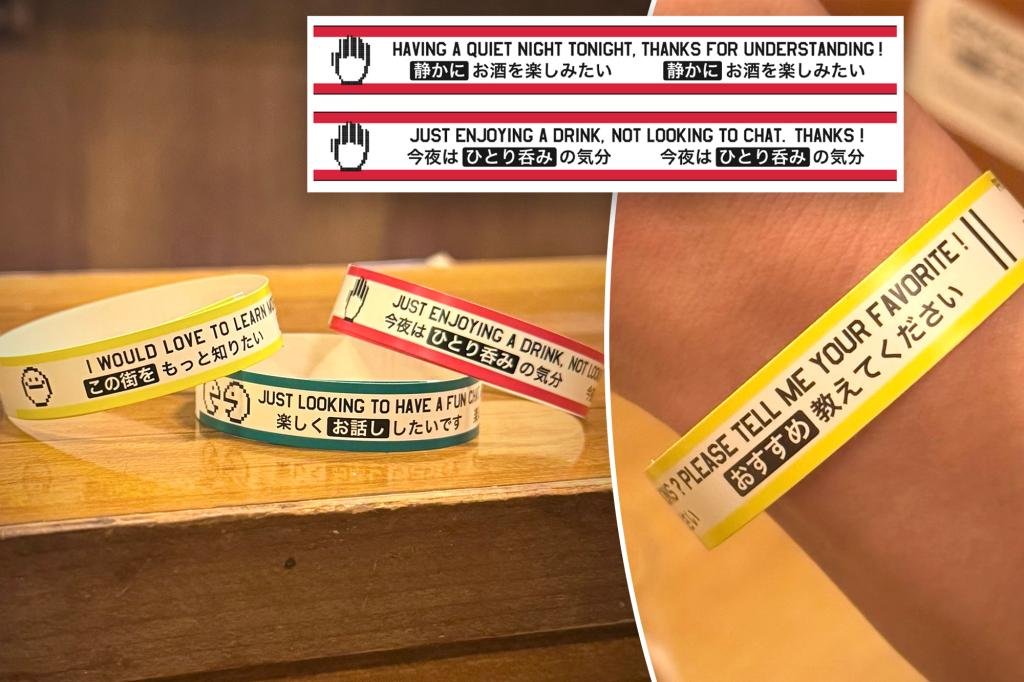 HAVING A QUIET NIGHT TONIGHT, THANKS FOR UNDERSTANDING!
静かに お酒を楽しみたい 静かに お酒を楽しみたい
JUST ENJOYING A DRINK, NOT LOOKING TO CHAT. THANKS!
今夜は ひとり呑み の気分 今夜は ひとり呑み の気分
I WOULD LOVE TO LEARN
この街を もっと知りたい
JUST LOOKING TO HAVE A FUN
楽しく お話し したいです
JUST ENJOYING A DRINK, NOT
今夜は ひとり呑み の気分
PLEASE TELL ME YOUR FAVORITE!
おすすめ 教えてください